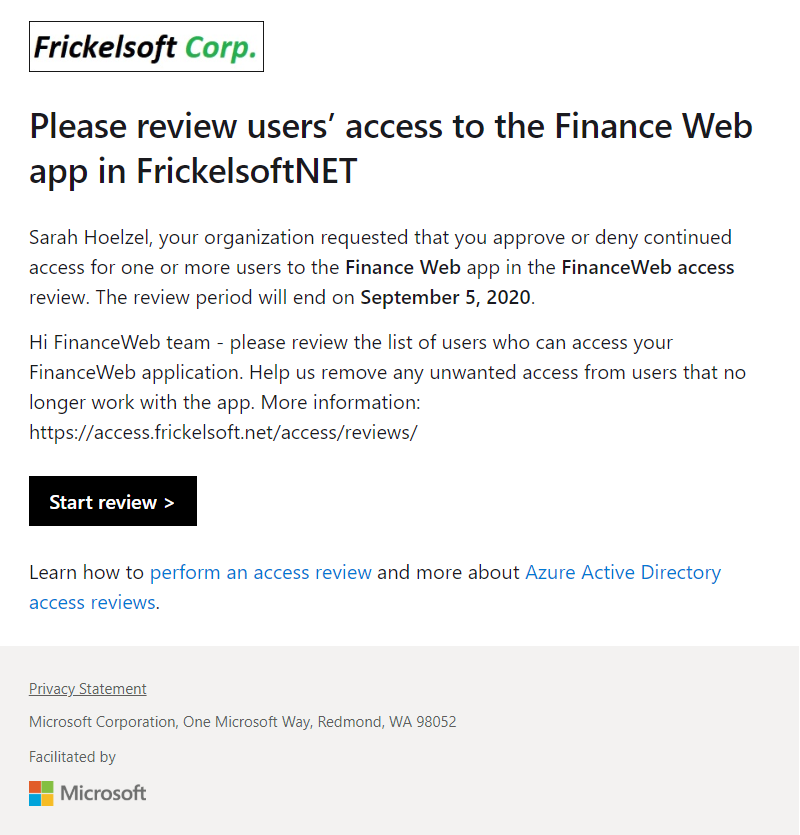 Frickelsoft Corp.
Please review users’ access to the Finance Web
app in FrickelsoftNET
Sarah Hoelzel, your organization requested that you approve or deny continued
access for one or more users to the Finance Web app in the FinanceWeb access
review. The review period will end on September 5, 2020.
Hi FinanceWeb team - please review the list of users who can access your
FinanceWeb application. Help us remove any unwanted access from users that no
longer work with the app. More information:
https://access.frickelsoft.net/access/reviews/
Start review >
Learn how to perform an access review and more about Azure Active Directory
access reviews.
Privacy Statement
Microsoft Corporation, One Microsoft Way, Redmond, WA 98052
Facilitated by
Microsoft